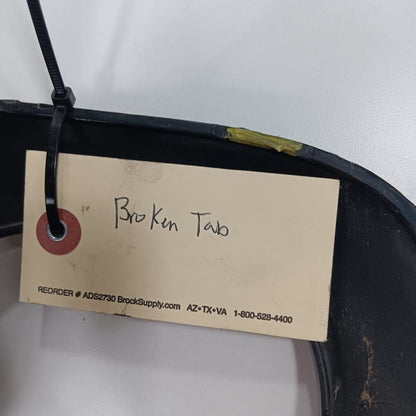 Broken Tab
REORDER # ADS2730 BrockSupply.com AZ•TX•VA 1-800-528-4400